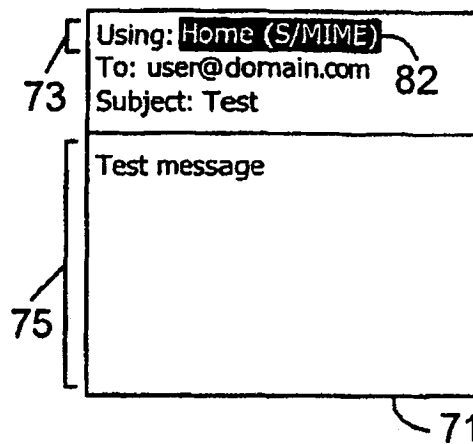 Using: Home (S/MIME)
73
To: user@domain.com
82
Subject: Test
Test message
75
71